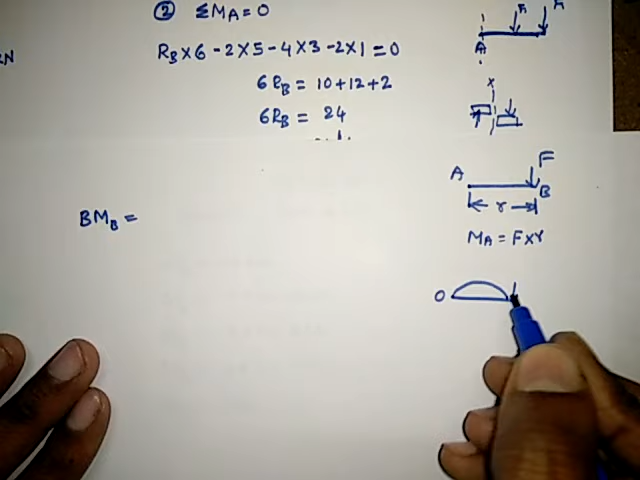 ② ΣMA=0
RN
RB×6 - 2×5 - 4×3 - 2×1 = 0
A
6RB = 10+12+2
x
6RB = 24
F
A
B
r
BMB =
MA = F×r
O